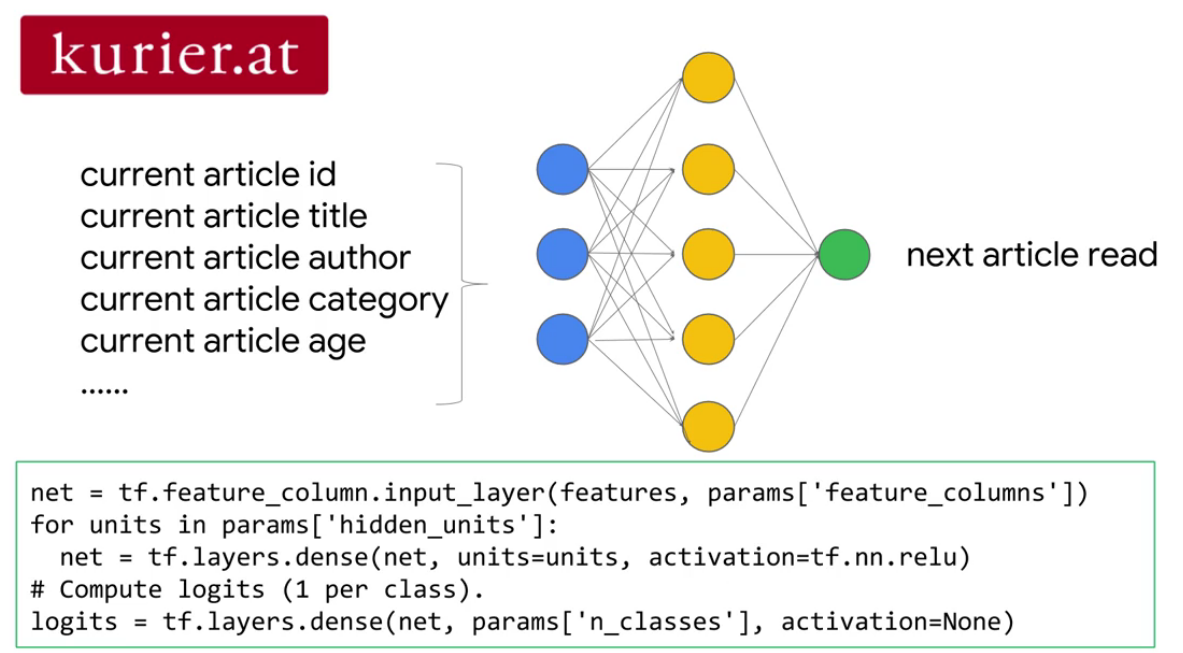 kurier.at
current article id
current article title
current article author
current article category
current article age
......
next article read
net = tf.feature_column.input_layer(features, params['feature_columns'])
for units in params['hidden_units']:
  net = tf.layers.dense(net, units=units, activation=tf.nn.relu)
# Compute logits (1 per class).
logits = tf.layers.dense(net, params['n_classes'], activation=None)